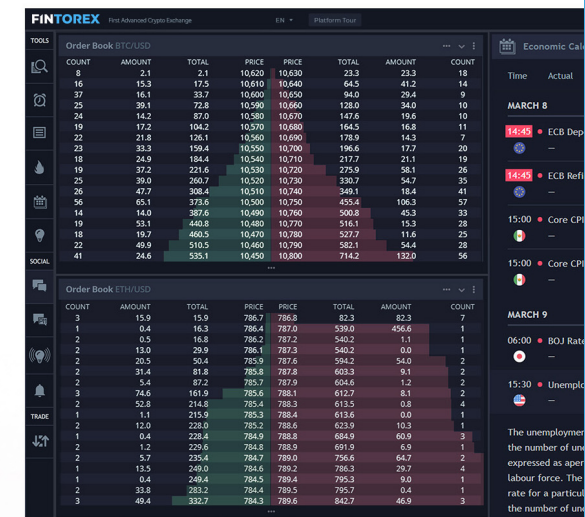 FINTOREX First Advanced Crypto Exchange EN Platform Tour
TOOLS
SOCIAL
TRADE
Order Book BTC/USD
COUNT AMOUNT TOTAL PRICE PRICE TOTAL AMOUNT COUNT
8 2.1 2.1 10,620 10,630 23.3 23.3 18
16 15.3 17.5 10,610 10,640 64.5 41.2 14
37 16.1 33.7 10,600 10,650 94.0 29.4 9
25 39.1 72.8 10,590 10,660 128.0 34.0 10
24 14.2 87.0 10,580 10,670 147.6 19.6 10
19 17.2 104.2 10,570 10,680 164.5 16.8 11
22 21.8 126.1 10,560 10,690 178.9 14.3 7
23 33.3 159.4 10,550 10,700 196.6 17.7 20
18 24.9 184.4 10,540 10,710 217.7 21.1 19
19 37.2 221.6 10,530 10,720 275.9 58.1 26
25 39.0 260.7 10,520 10,730 330.7 54.7 35
26 47.7 308.4 10,510 10,740 349.1 18.4 41
56 65.1 373.6 10,500 10,750 455.4 106.3 57
14 14.0 387.6 10,490 10,760 500.8 45.3 33
19 53.1 440.8 10,480 10,770 516.1 15.3 28
18 19.7 460.5 10,470 10,780 527.7 11.6 25
22 49.9 510.5 10,460 10,790 582.1 54.4 28
41 24.6 535.1 10,450 10,800 714.2 132.0 56
Order Book ETH/USD
COUNT AMOUNT TOTAL PRICE PRICE TOTAL AMOUNT COUNT
3 15.9 15.9 786.7 786.8 82.3 82.3 7
1 0.4 16.3 786.4 787.0 539.0 456.6 1
2 0.5 16.8 786.2 787.2 540.2 1.1 1
2 13.0 29.9 786.1 787.3 540.2 0.0 1
2 20.5 50.4 785.9 787.6 594.2 54.0 2
2 31.4 81.8 785.8 787.8 603.3 9.1 2
2 5.4 87.2 785.7 787.9 604.6 1.2 2
3 74.6 161.9 785.6 788.1 612.7 8.1 2
2 52.8 214.8 785.4 788.3 613.5 0.8 4
1 1.1 215.9 785.3 788.4 613.6 0.0 1
2 12.0 228.0 785.2 788.6 623.9 10.3 1
1 0.4 228.4 784.9 788.8 684.9 60.9 3
2 1.2 229.6 784.8 788.9 691.9 6.9 1
2 5.7 235.4 784.7 789.0 756.6 64.7 2
1 13.5 249.0 784.6 789.2 786.3 29.7 4
1 0.4 249.4 784.5 789.4 795.3 9.0 1
2 33.8 283.2 784.4 789.5 795.7 0.4 1
3 49.4 332.7 784.3 789.6 842.7 46.9 3
Economic Cal
Time Actual
MARCH 8
14:45 ECB Dep
14:45 ECB Refi
15:00 Core CPI
15:00 Core CPI
MARCH 9
06:00 BOJ Rate
15:30 Unemplo
The unemploymen
the number of une
expressed as a per
labour force. The
rate for a particul
the number of un